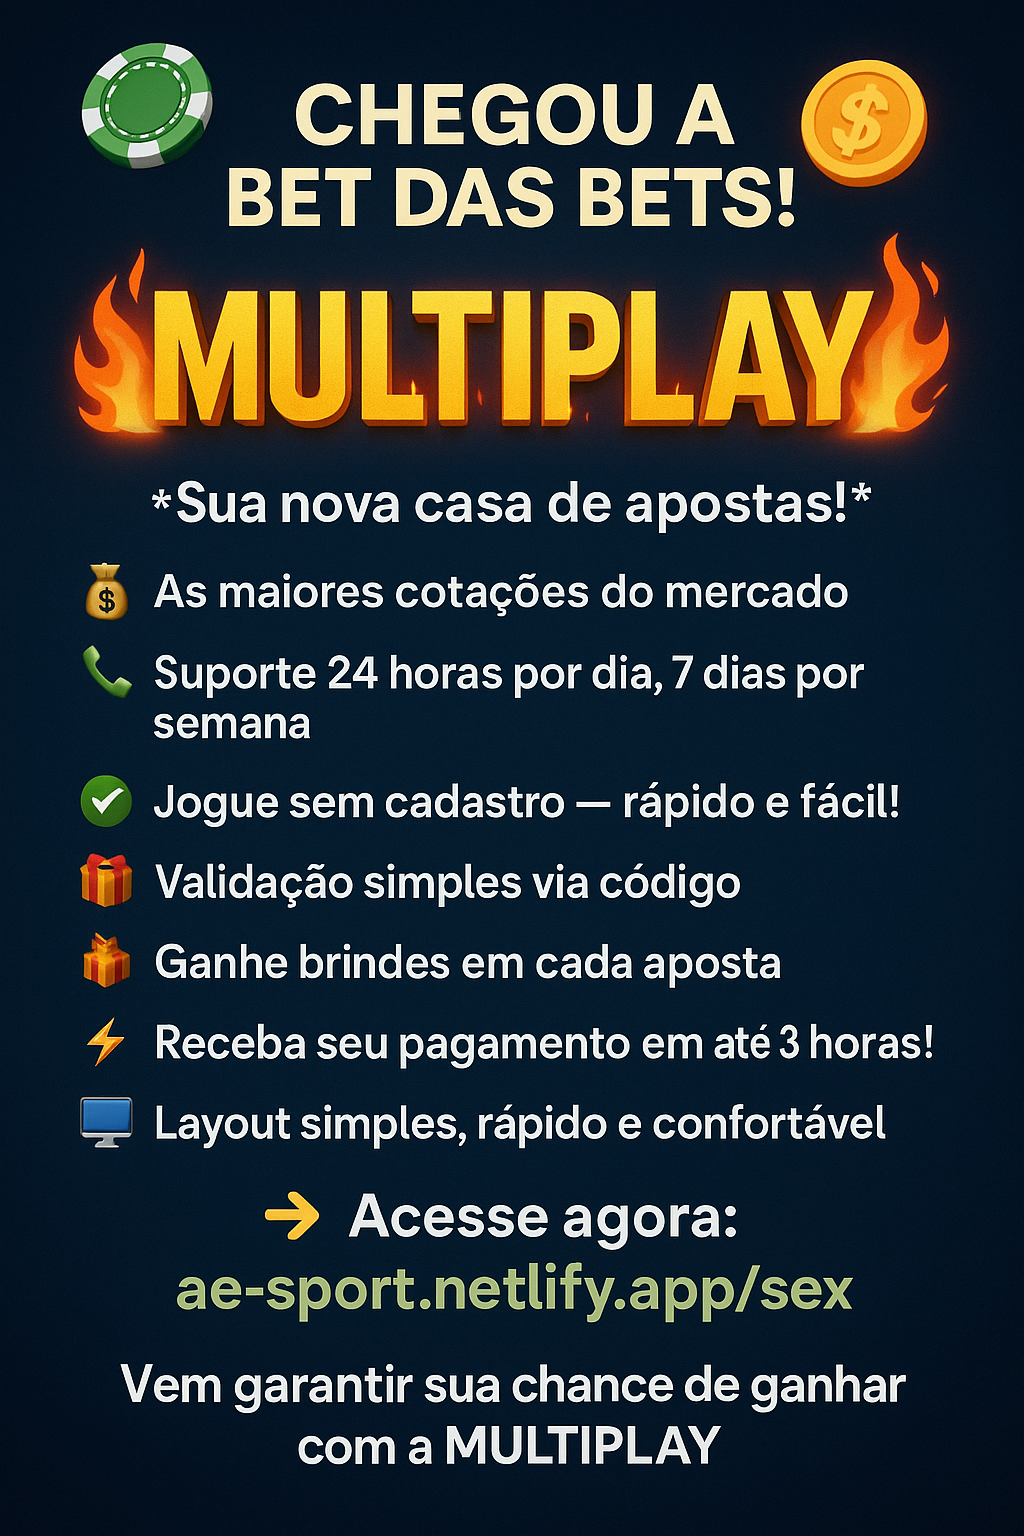 CHEGOU A
BET DAS BETS!
MULTIPLAY
*Sua nova casa de apostas!*
As maiores cotações do mercado
Suporte 24 horas por dia, 7 dias por
semana
Jogue sem cadastro — rápido e fácil!
Validação simples via código
Ganhe brindes em cada aposta
Receba seu pagamento em até 3 horas!
Layout simples, rápido e confortável
Acesse agora:
ae-sport.netlify.app/sex
Vem garantir sua chance de ganhar
com a MULTIPLAY